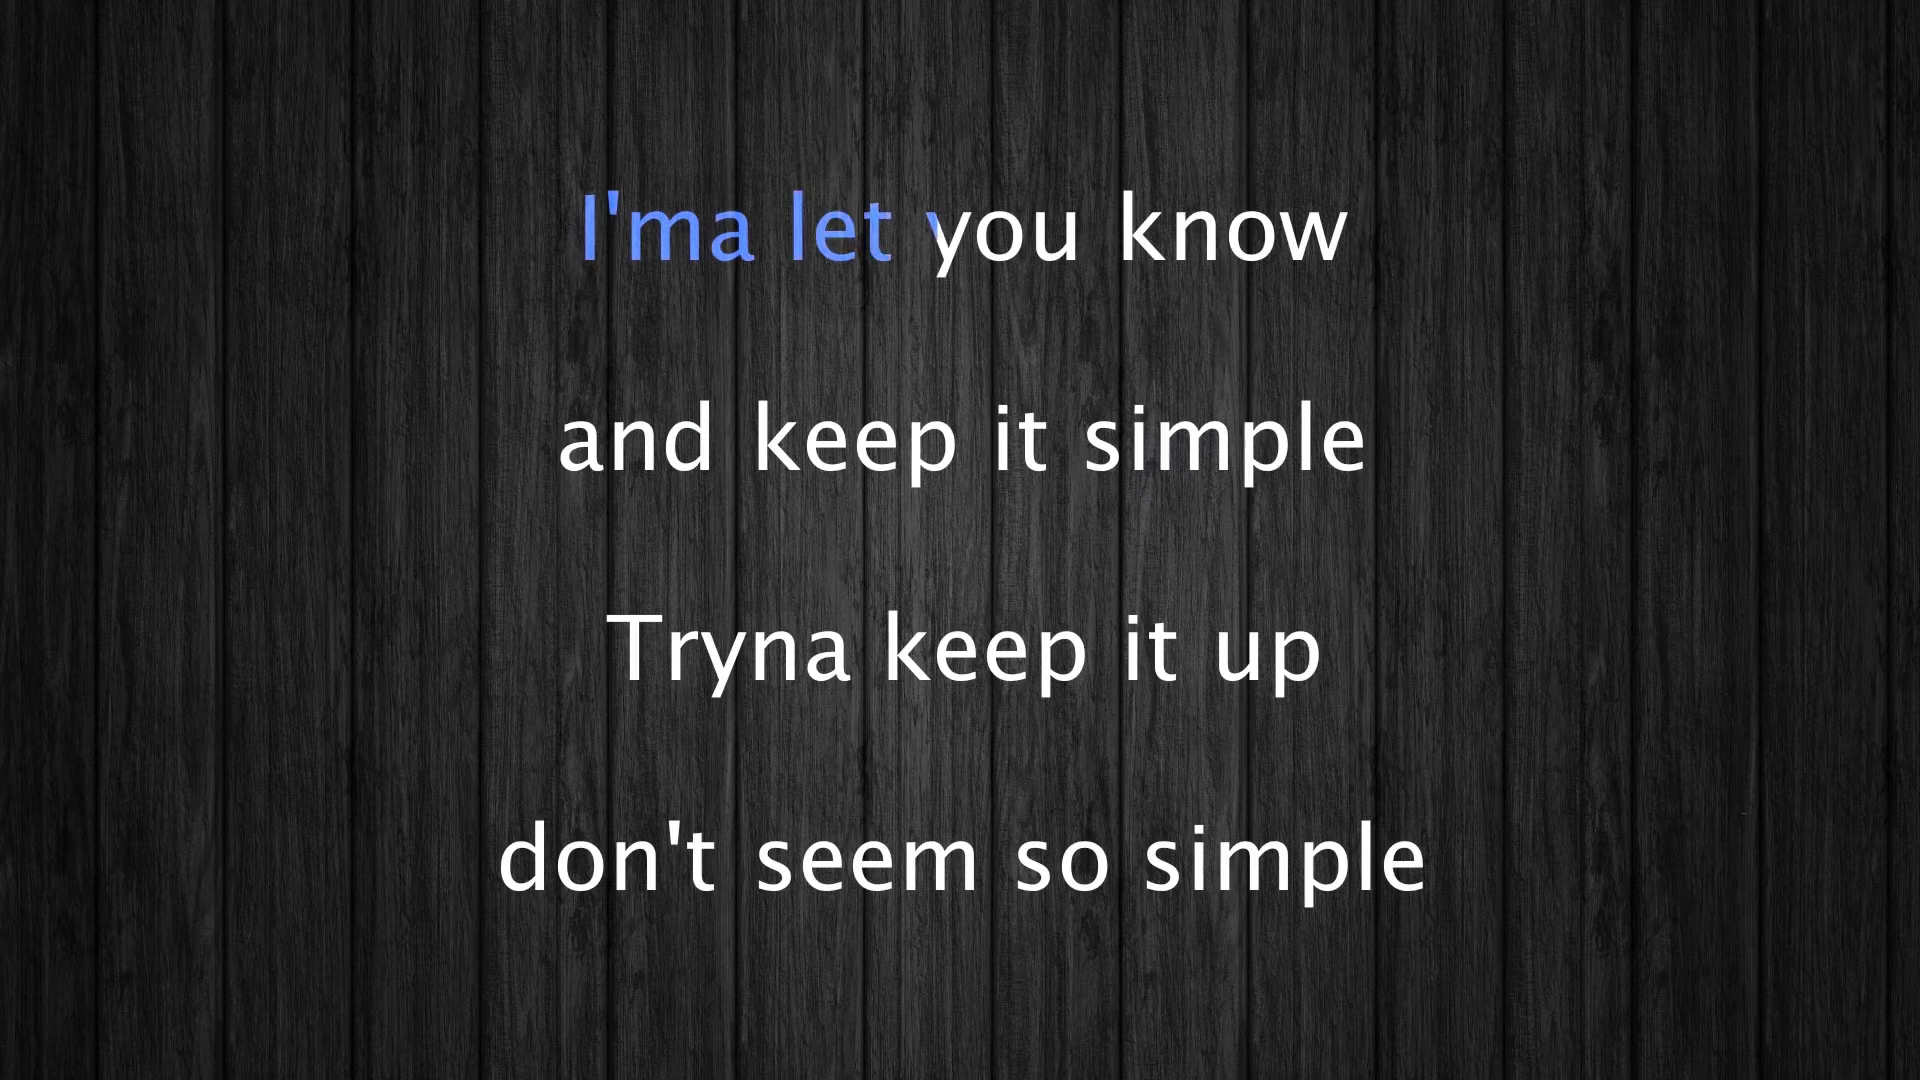 I'ma let you know
and keep it simple
Tryna keep it up
don't seem so simple